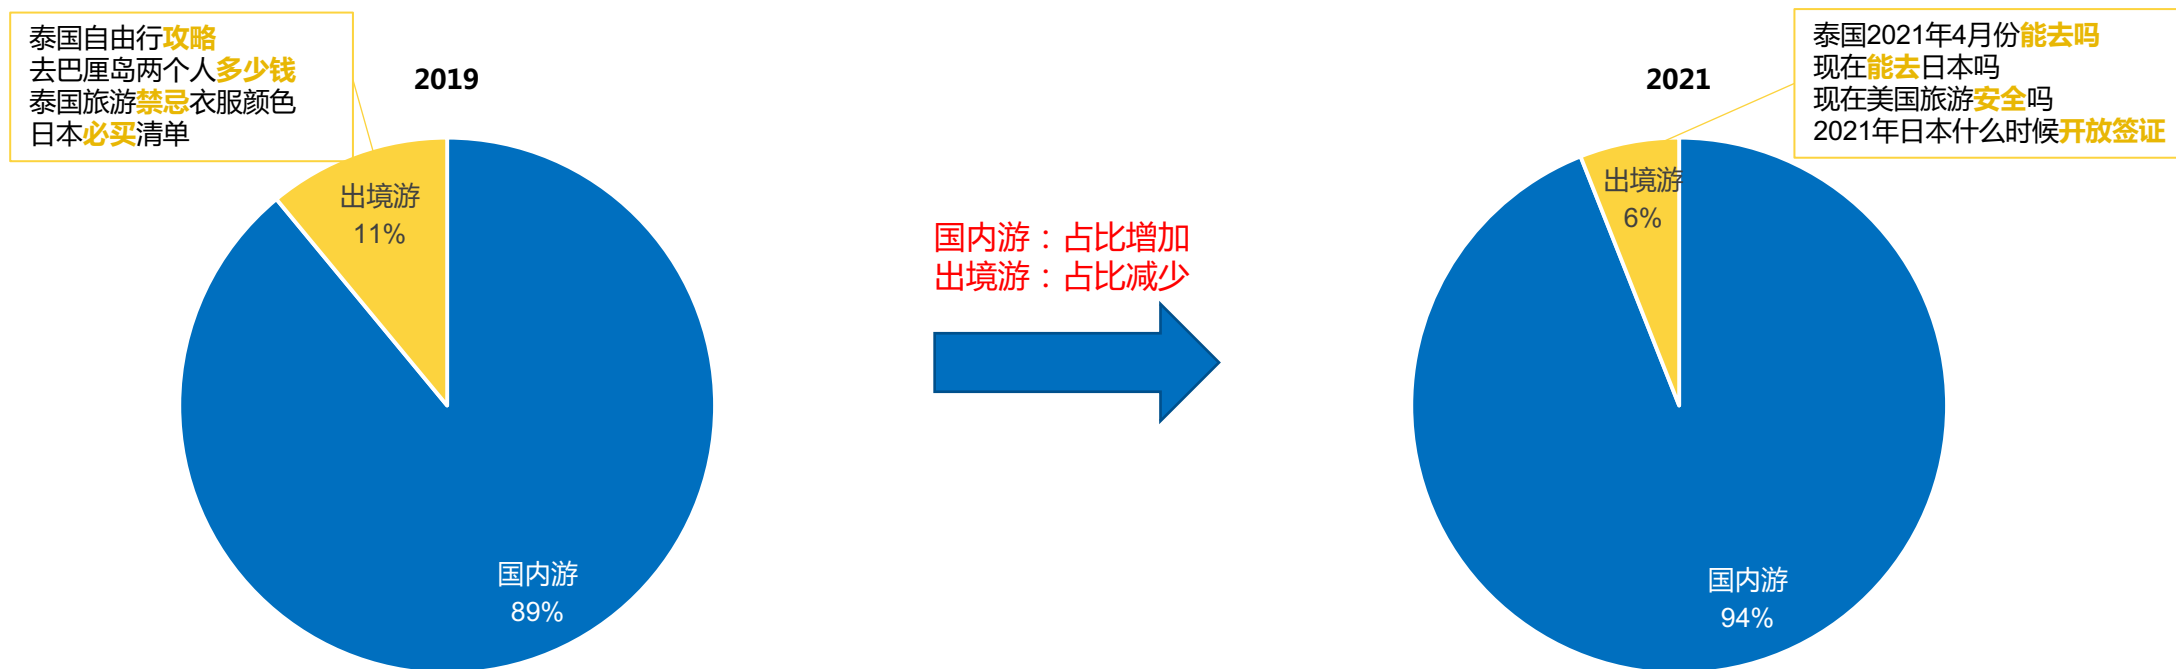 泰国自由行攻略
去巴厘岛两个人多少钱
泰国旅游禁忌衣服颜色
日本必买清单
2019
出境游
11%
国内游
89%
国内游：占比增加
出境游：占比减少
泰国2021年4月份能去吗
现在能去日本吗
现在美国旅游安全吗
2021年日本什么时候开放签证
2021
出境游
6%
国内游
94%